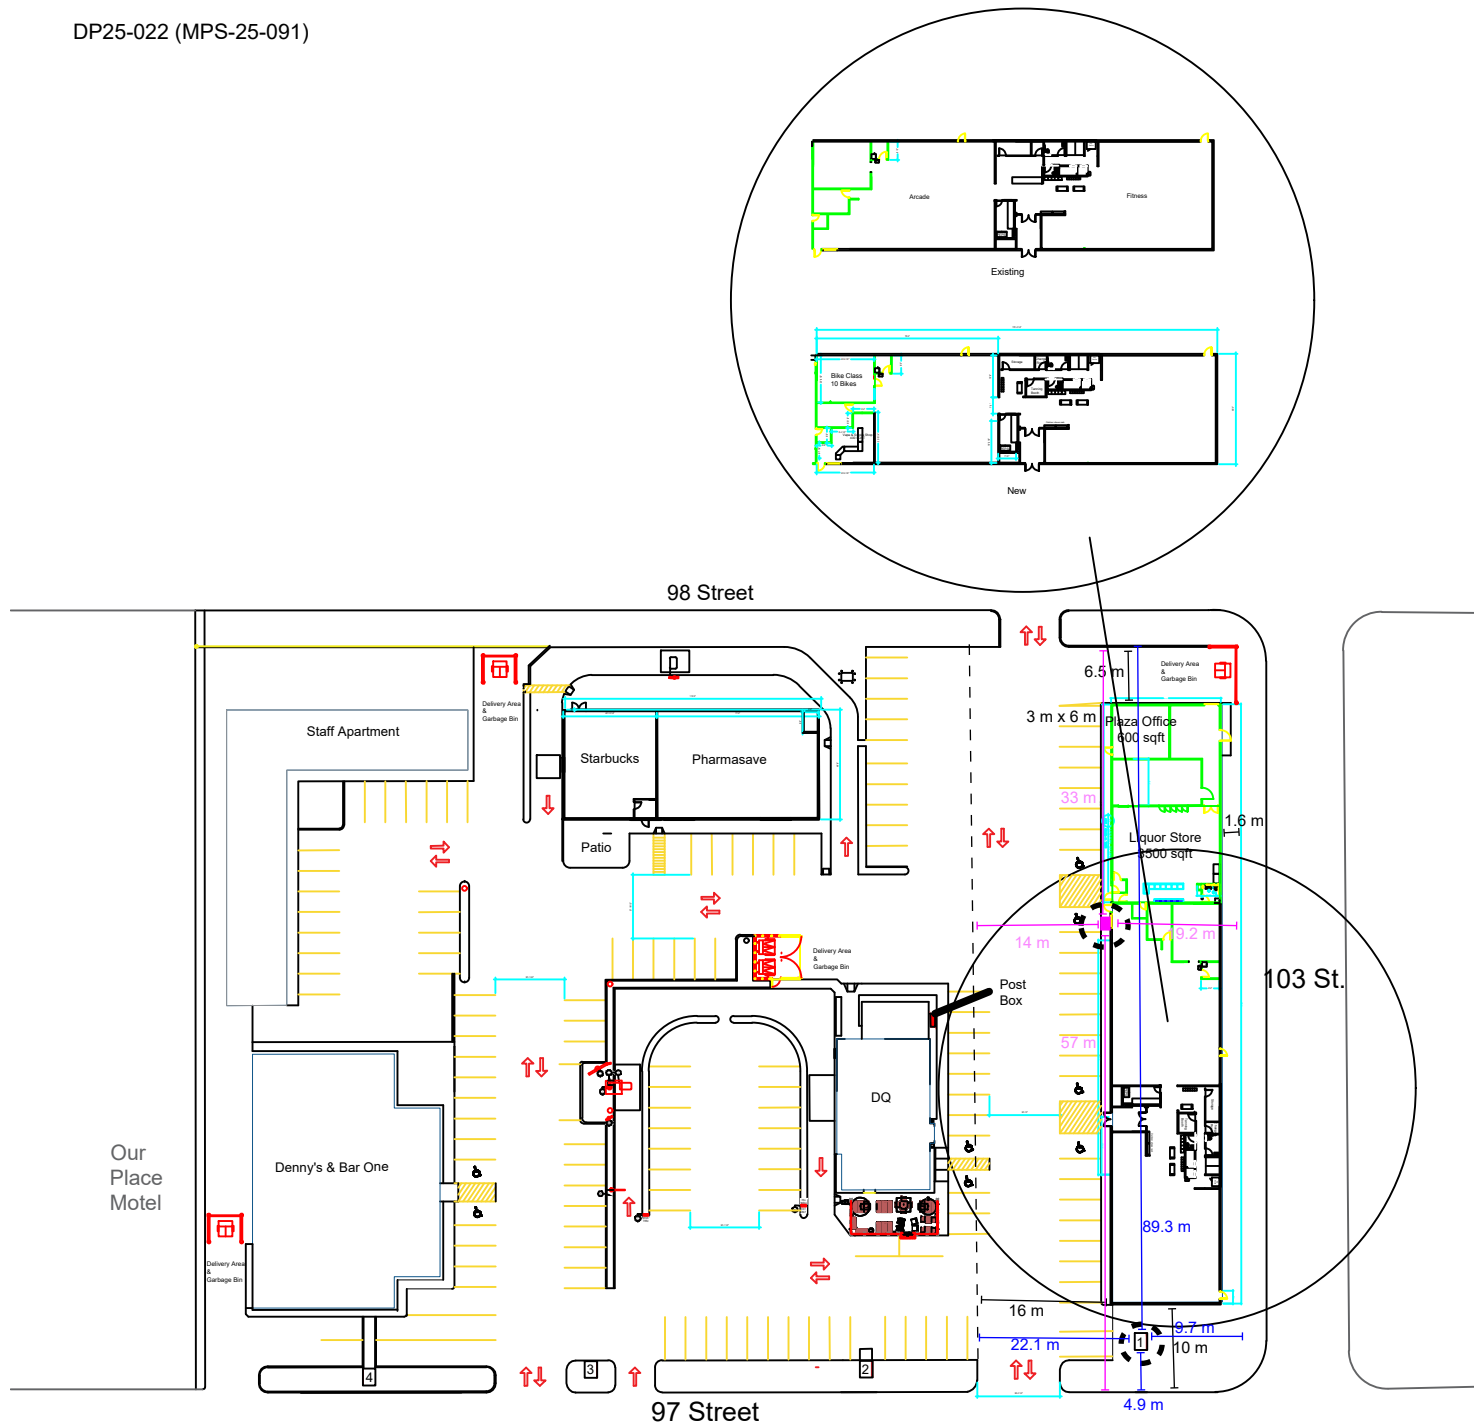 DP25-022 (MPS-25-091)
Arcade
Fitness
Existing
Bike Class
10 Bikes
Storage
New
98 Street
Delivery Area
&
Garbage Bin
Staff Apartment
Starbucks
Pharmasave
Patio
6.5 m
Delivery Area
&
Garbage Bin
3 m x 6 m
Plaza Office
600 sqft
33 m
1.6 m
Liquor Store
3500 sqft
14 m
9.2 m
Delivery Area
&
Garbage Bin
Post
Box
103 St.
57 m
DQ
Our
Place
Motel
Denny's & Bar One
89.3 m
Delivery Area
&
Garbage Bin
16 m
22.1 m
1
9.7 m
10 m
4
3
2
4.9 m
97 Street